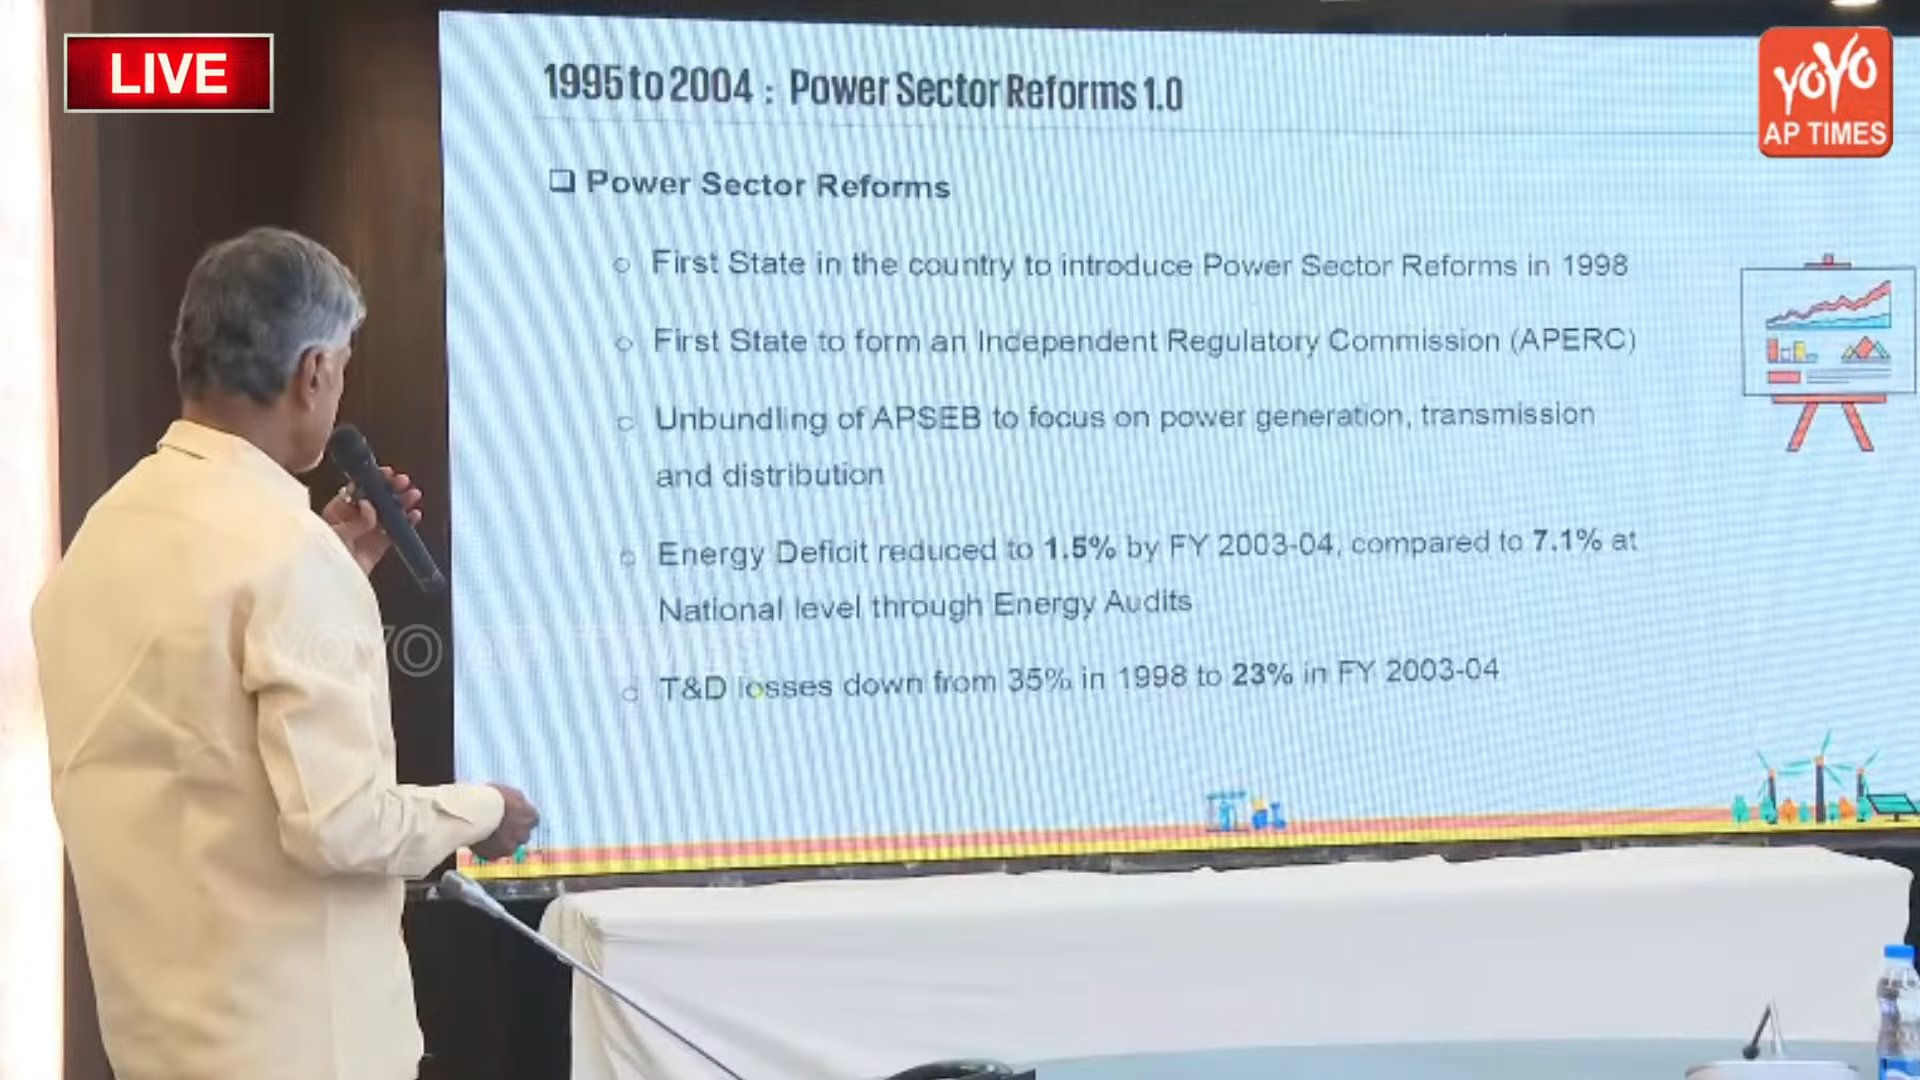 LIVE
YOYO
AP TIMES
1995 to 2004 : Power Sector Reforms 1.0
❑ Power Sector Reforms
○ First State in the country to introduce Power Sector Reforms in 1998
○ First State to form an Independent Regulatory Commission (APERC)
○ Unbundling of APSEB to focus on power generation, transmission
and distribution
○ Energy Deficit reduced to 1.5% by FY 2003-04, compared to 7.1% at
National level through Energy Audits
YOYO AP TIMES
○ T&D losses down from 35% in 1998 to 23% in FY 2003-04